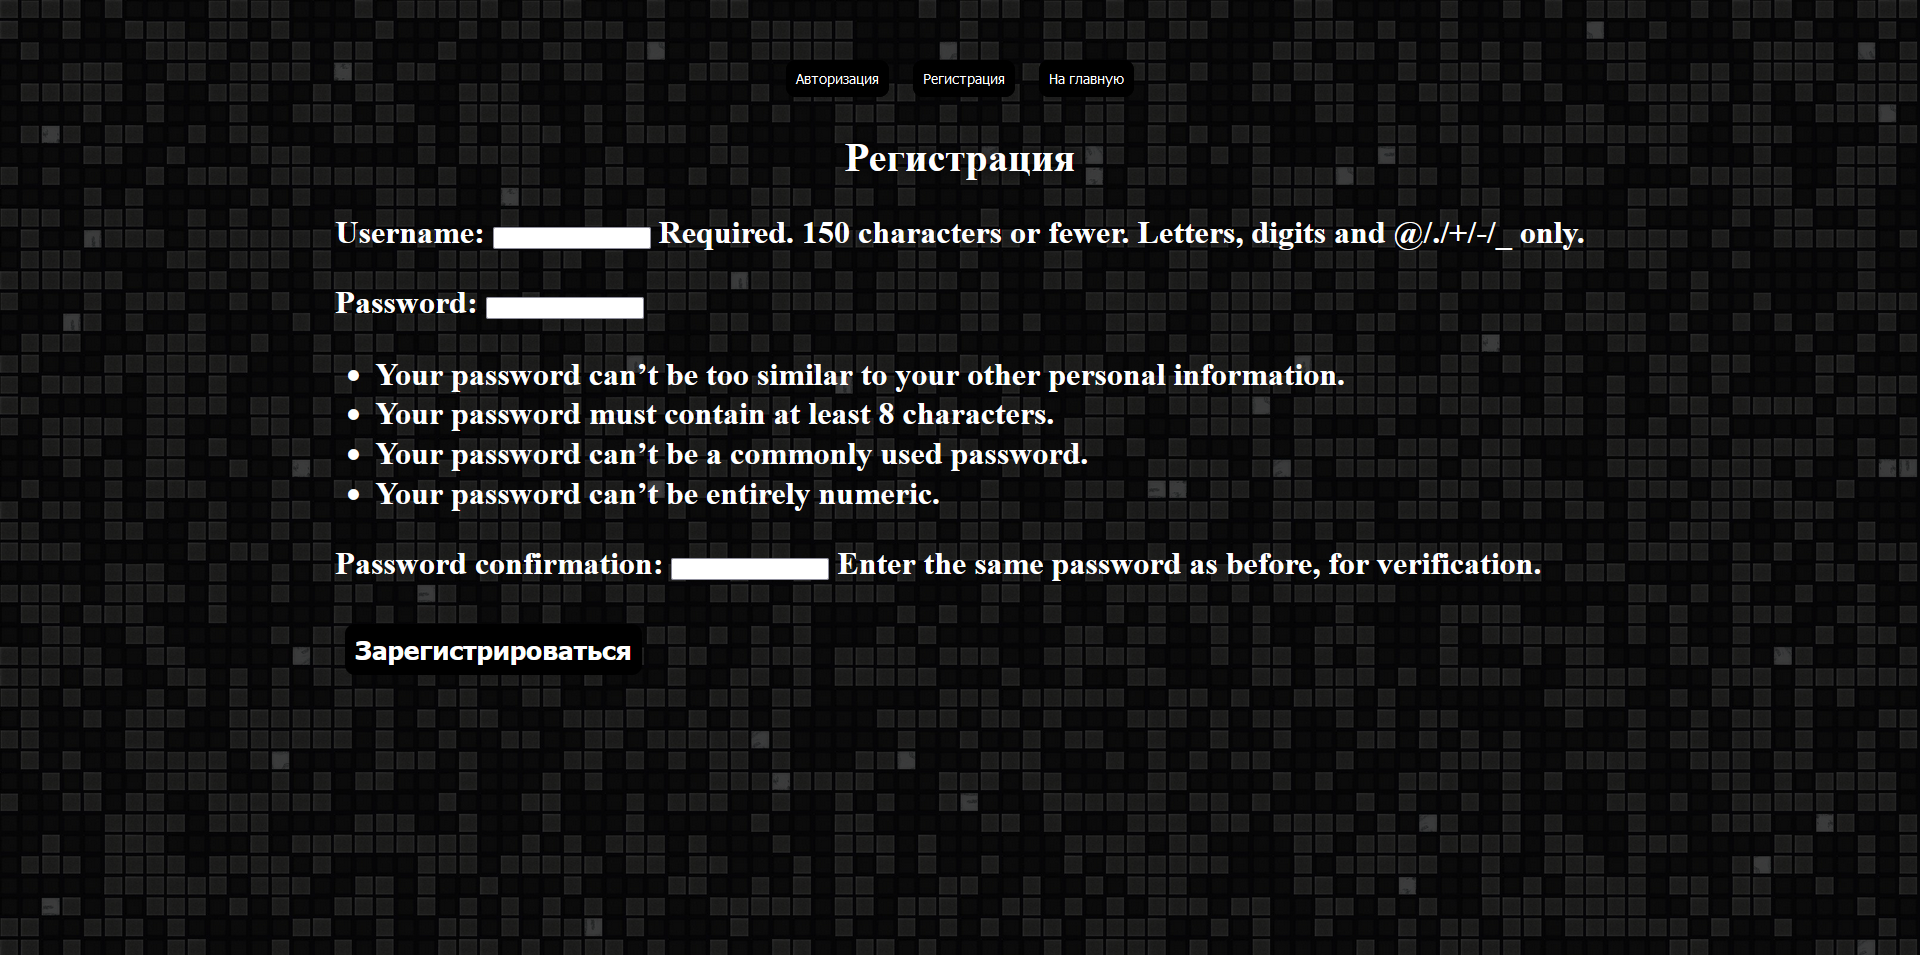 Авторизация Регистрация На главную
Регистрация
Username: Required. 150 characters or fewer. Letters, digits and @/./+/-/_ only.
Password:
• Your password can’t be too similar to your other personal information.
• Your password must contain at least 8 characters.
• Your password can’t be a commonly used password.
• Your password can’t be entirely numeric.
Password confirmation: Enter the same password as before, for verification.
Зарегистрироваться